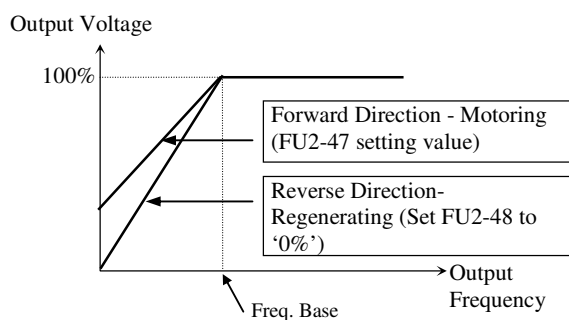 Output Voltage
100%
Forward Direction - Motoring
(FU2-47 setting value)
Reverse Direction-
Regenerating (Set FU2-48 to
‘0%’)
Output
Frequency
Freq. Base